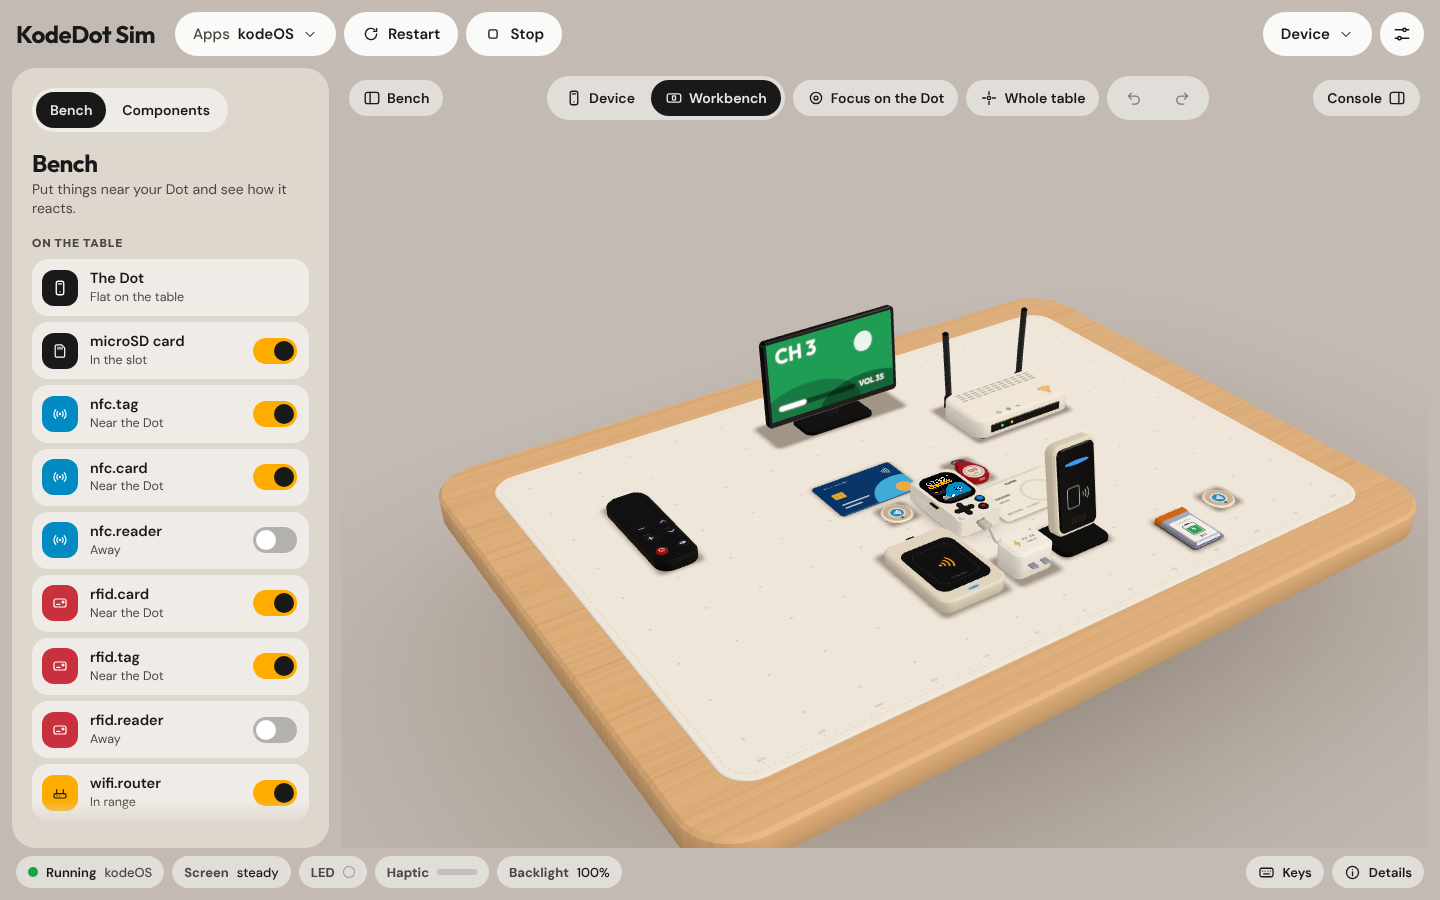 KodeDot Sim
Apps kodeOS
Restart
Stop
Device
Bench
Device
Workbench
Focus on the Dot
Whole table
Console
Bench
Components
Bench
Put things near your Dot and see how it
reacts.
ON THE TABLE
The Dot
Flat on the table
microSD card
In the slot
nfc.tag
Near the Dot
nfc.card
Near the Dot
nfc.reader
Away
rfid.card
Near the Dot
rfid.tag
Near the Dot
rfid.reader
Away
wifi.router
In range
CH 3
VOL 35
Running kodeOS
Screen steady
LED
Haptic
Backlight 100%
Keys
Details